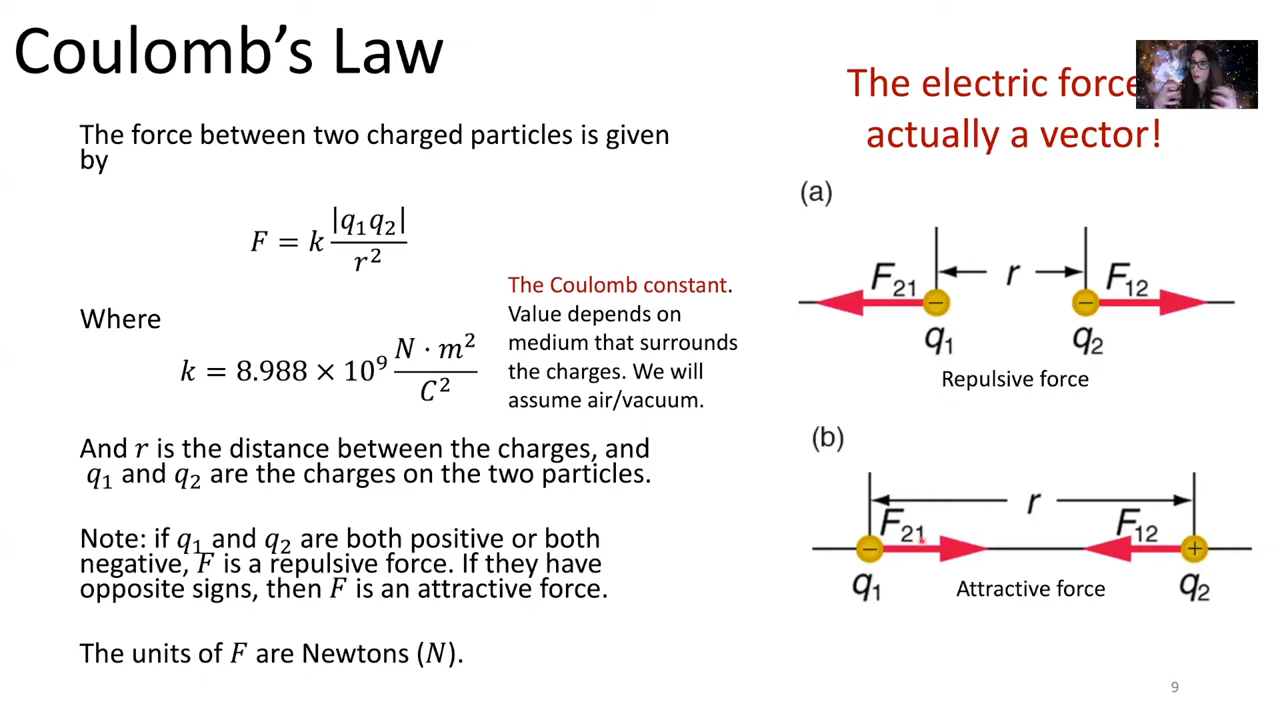 Coulomb's Law
The force between two charged particles is given
by
F = k |q₁q₂| / r²
Where
k = 8.988 × 10⁹ N · m² / C²
The Coulomb constant.
Value depends on
medium that surrounds
the charges. We will
assume air/vacuum.
And r is the distance between the charges, and
q₁ and q₂ are the charges on the two particles.
Note: if q₁ and q₂ are both positive or both
negative, F is a repulsive force. If they have
opposite signs, then F is an attractive force.
The units of F are Newtons (N).
The electric force
actually a vector!
(a)
F₂₁ r F₁₂
− −
q₁ q₂
Repulsive force
(b)
r
F₂₁ F₁₂
− +
q₁ q₂
Attractive force
9